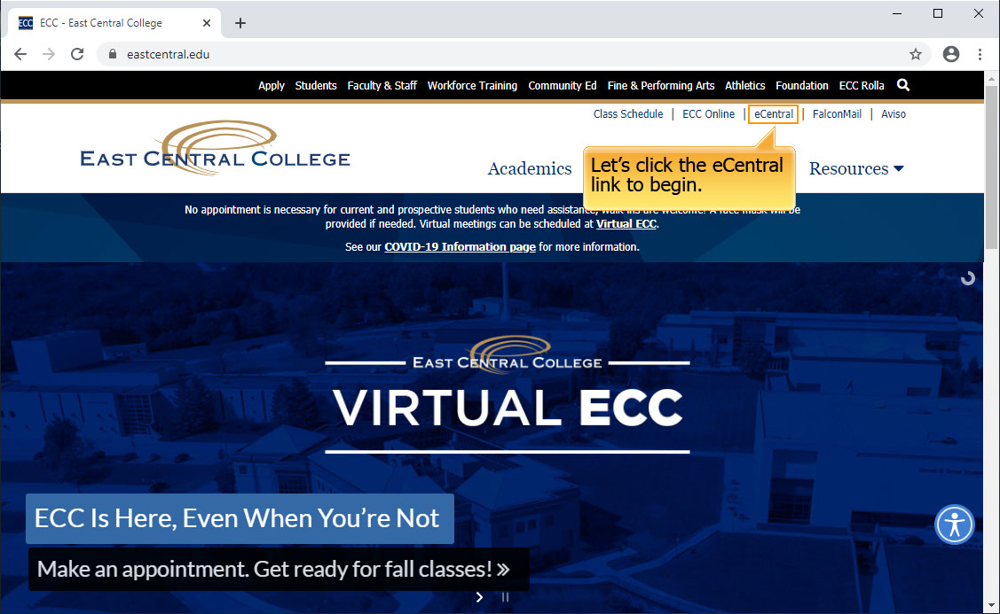 ECC ECC - East Central College
eastcentral.edu
Apply Students Faculty & Staff Workforce Training Community Ed Fine & Performing Arts Athletics Foundation ECC Rolla
Class Schedule | ECC Online | eCentral | FalconMail | Aviso
EAST CENTRAL COLLEGE
Academics
Resources
Let's click the eCentral
link to begin.
No appointment is necessary for current and prospective students who need assistance, walk-ins are welcome! A face mask will be
provided if needed. Virtual meetings can be scheduled at Virtual ECC.
See our COVID-19 Information page for more information.
EAST CENTRAL COLLEGE
VIRTUAL ECC
ECC Is Here, Even When You're Not
Make an appointment. Get ready for fall classes! »